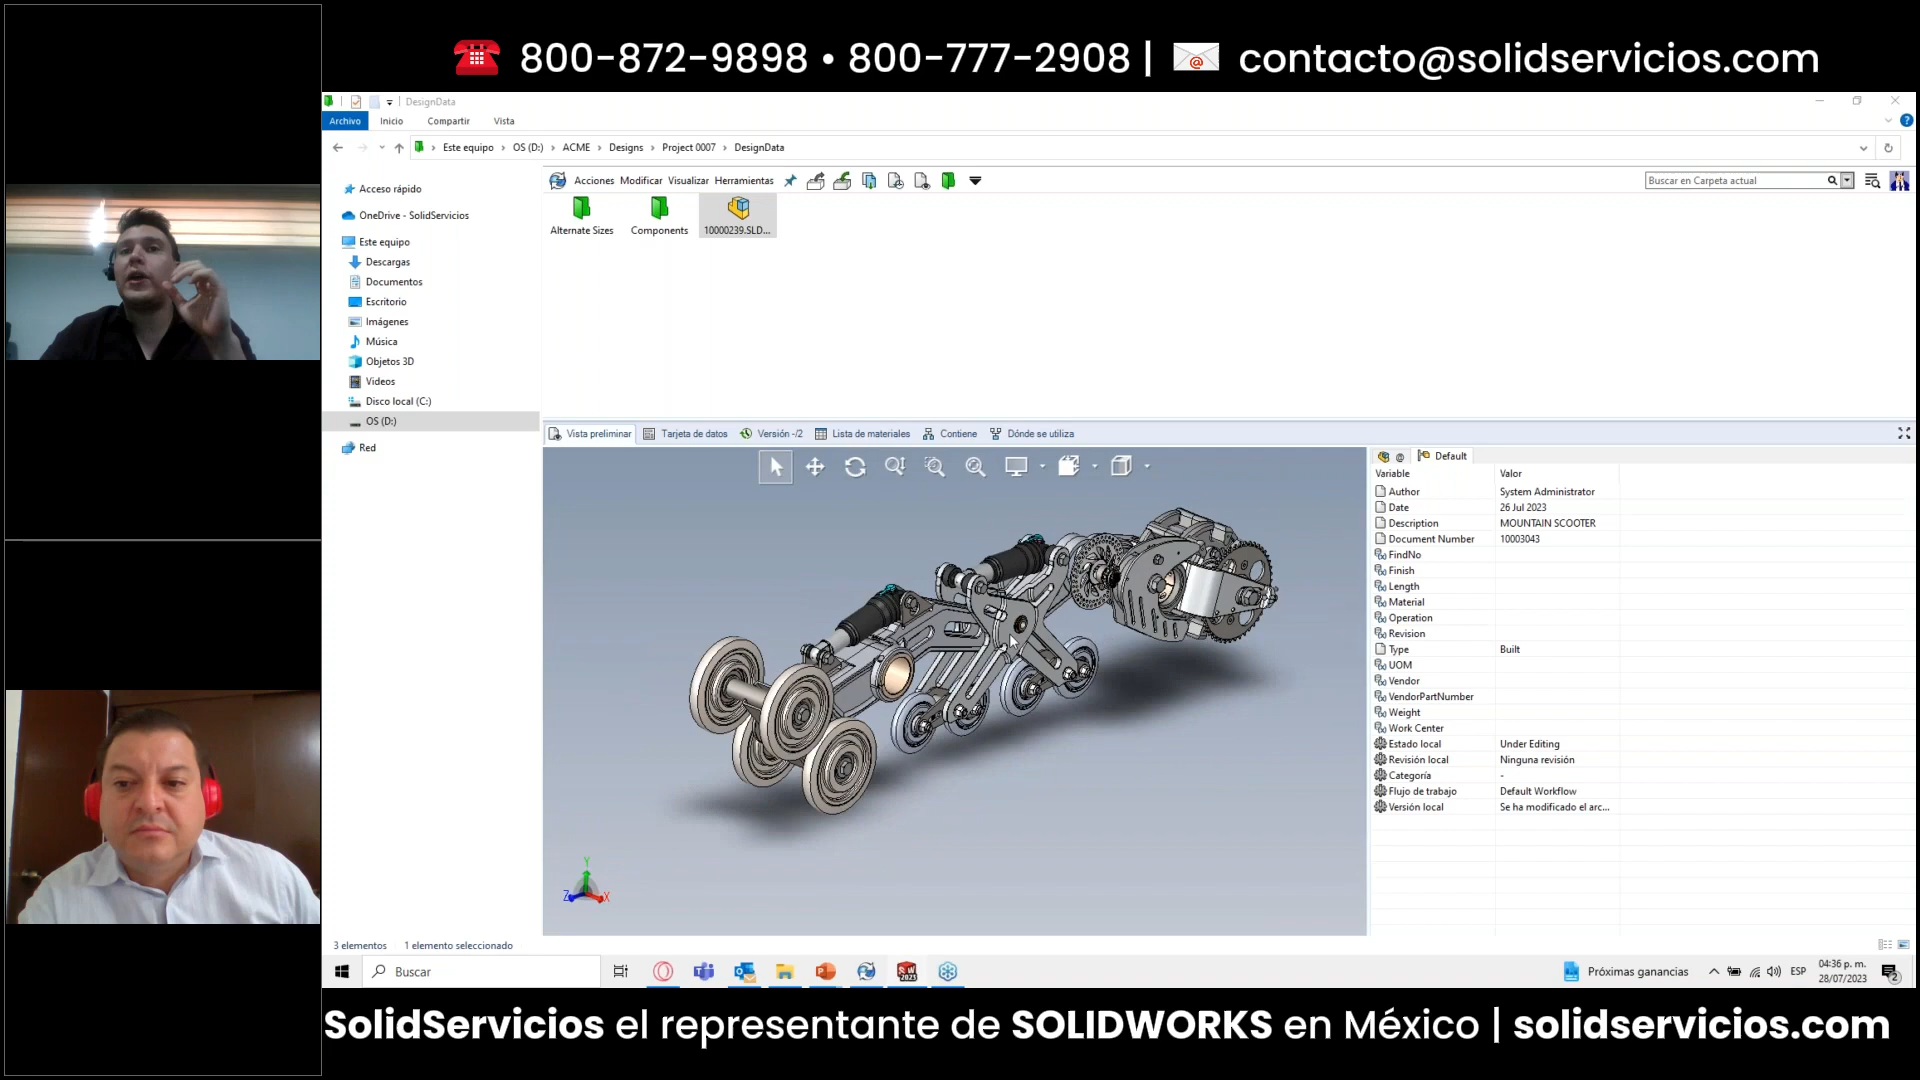 800-872-9898 • 800-777-2908 | @ contacto@solidservicios.com
DesignData
Archivo Inicio Compartir Vista
Este equipo > OS (D:) > ACME > Designs > Project 0007 > DesignData
Acciones Modificar Visualizar Herramientas
Buscar en Carpeta actual
Acceso rápido
OneDrive - SolidServicios
Este equipo
Descargas
Documentos
Escritorio
Imágenes
Música
Objetos 3D
Videos
Disco local (C:)
OS (D:)
Red
Alternate Sizes
Components
10000239.SLD...
Vista preliminar Tarjeta de datos Versión -/2 Lista de materiales Contiene Dónde se utiliza
@ Default
Variable Valor
Author System Administrator
Date 26 Jul 2023
Description MOUNTAIN SCOOTER
Document Number 10003043
FindNo
Finish
Length
Material
Operation
Revision
Type Built
UOM
Vendor
VendorPartNumber
Weight
Work Center
Estado local Under Editing
Revisión local Ninguna revisión
Categoría -
Flujo de trabajo Default Workflow
Versión local Se ha modificado el arc...
Y
Z
X
3 elementos 1 elemento seleccionado
Buscar
SW 2023
Próximas ganancias
ESP
04:36 p. m.
28/07/2023
2
SolidServicios el representante de SOLIDWORKS en México | solidservicios.com